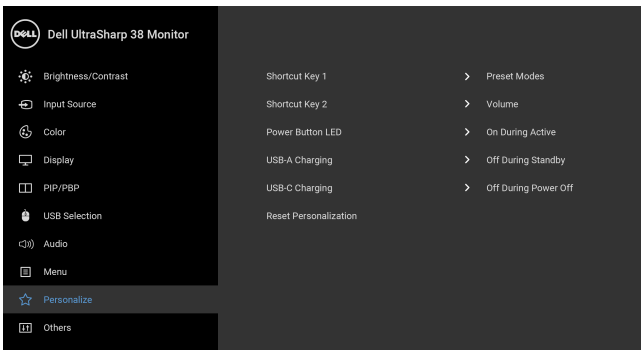 DELL Dell UltraSharp 38 Monitor
Brightness/Contrast
Input Source
Color
Display
PIP/PBP
USB Selection
Audio
Menu
Personalize
Others
Shortcut Key 1 > Preset Modes
Shortcut Key 2 > Volume
Power Button LED > On During Active
USB-A Charging > Off During Standby
USB-C Charging > Off During Power Off
Reset Personalization